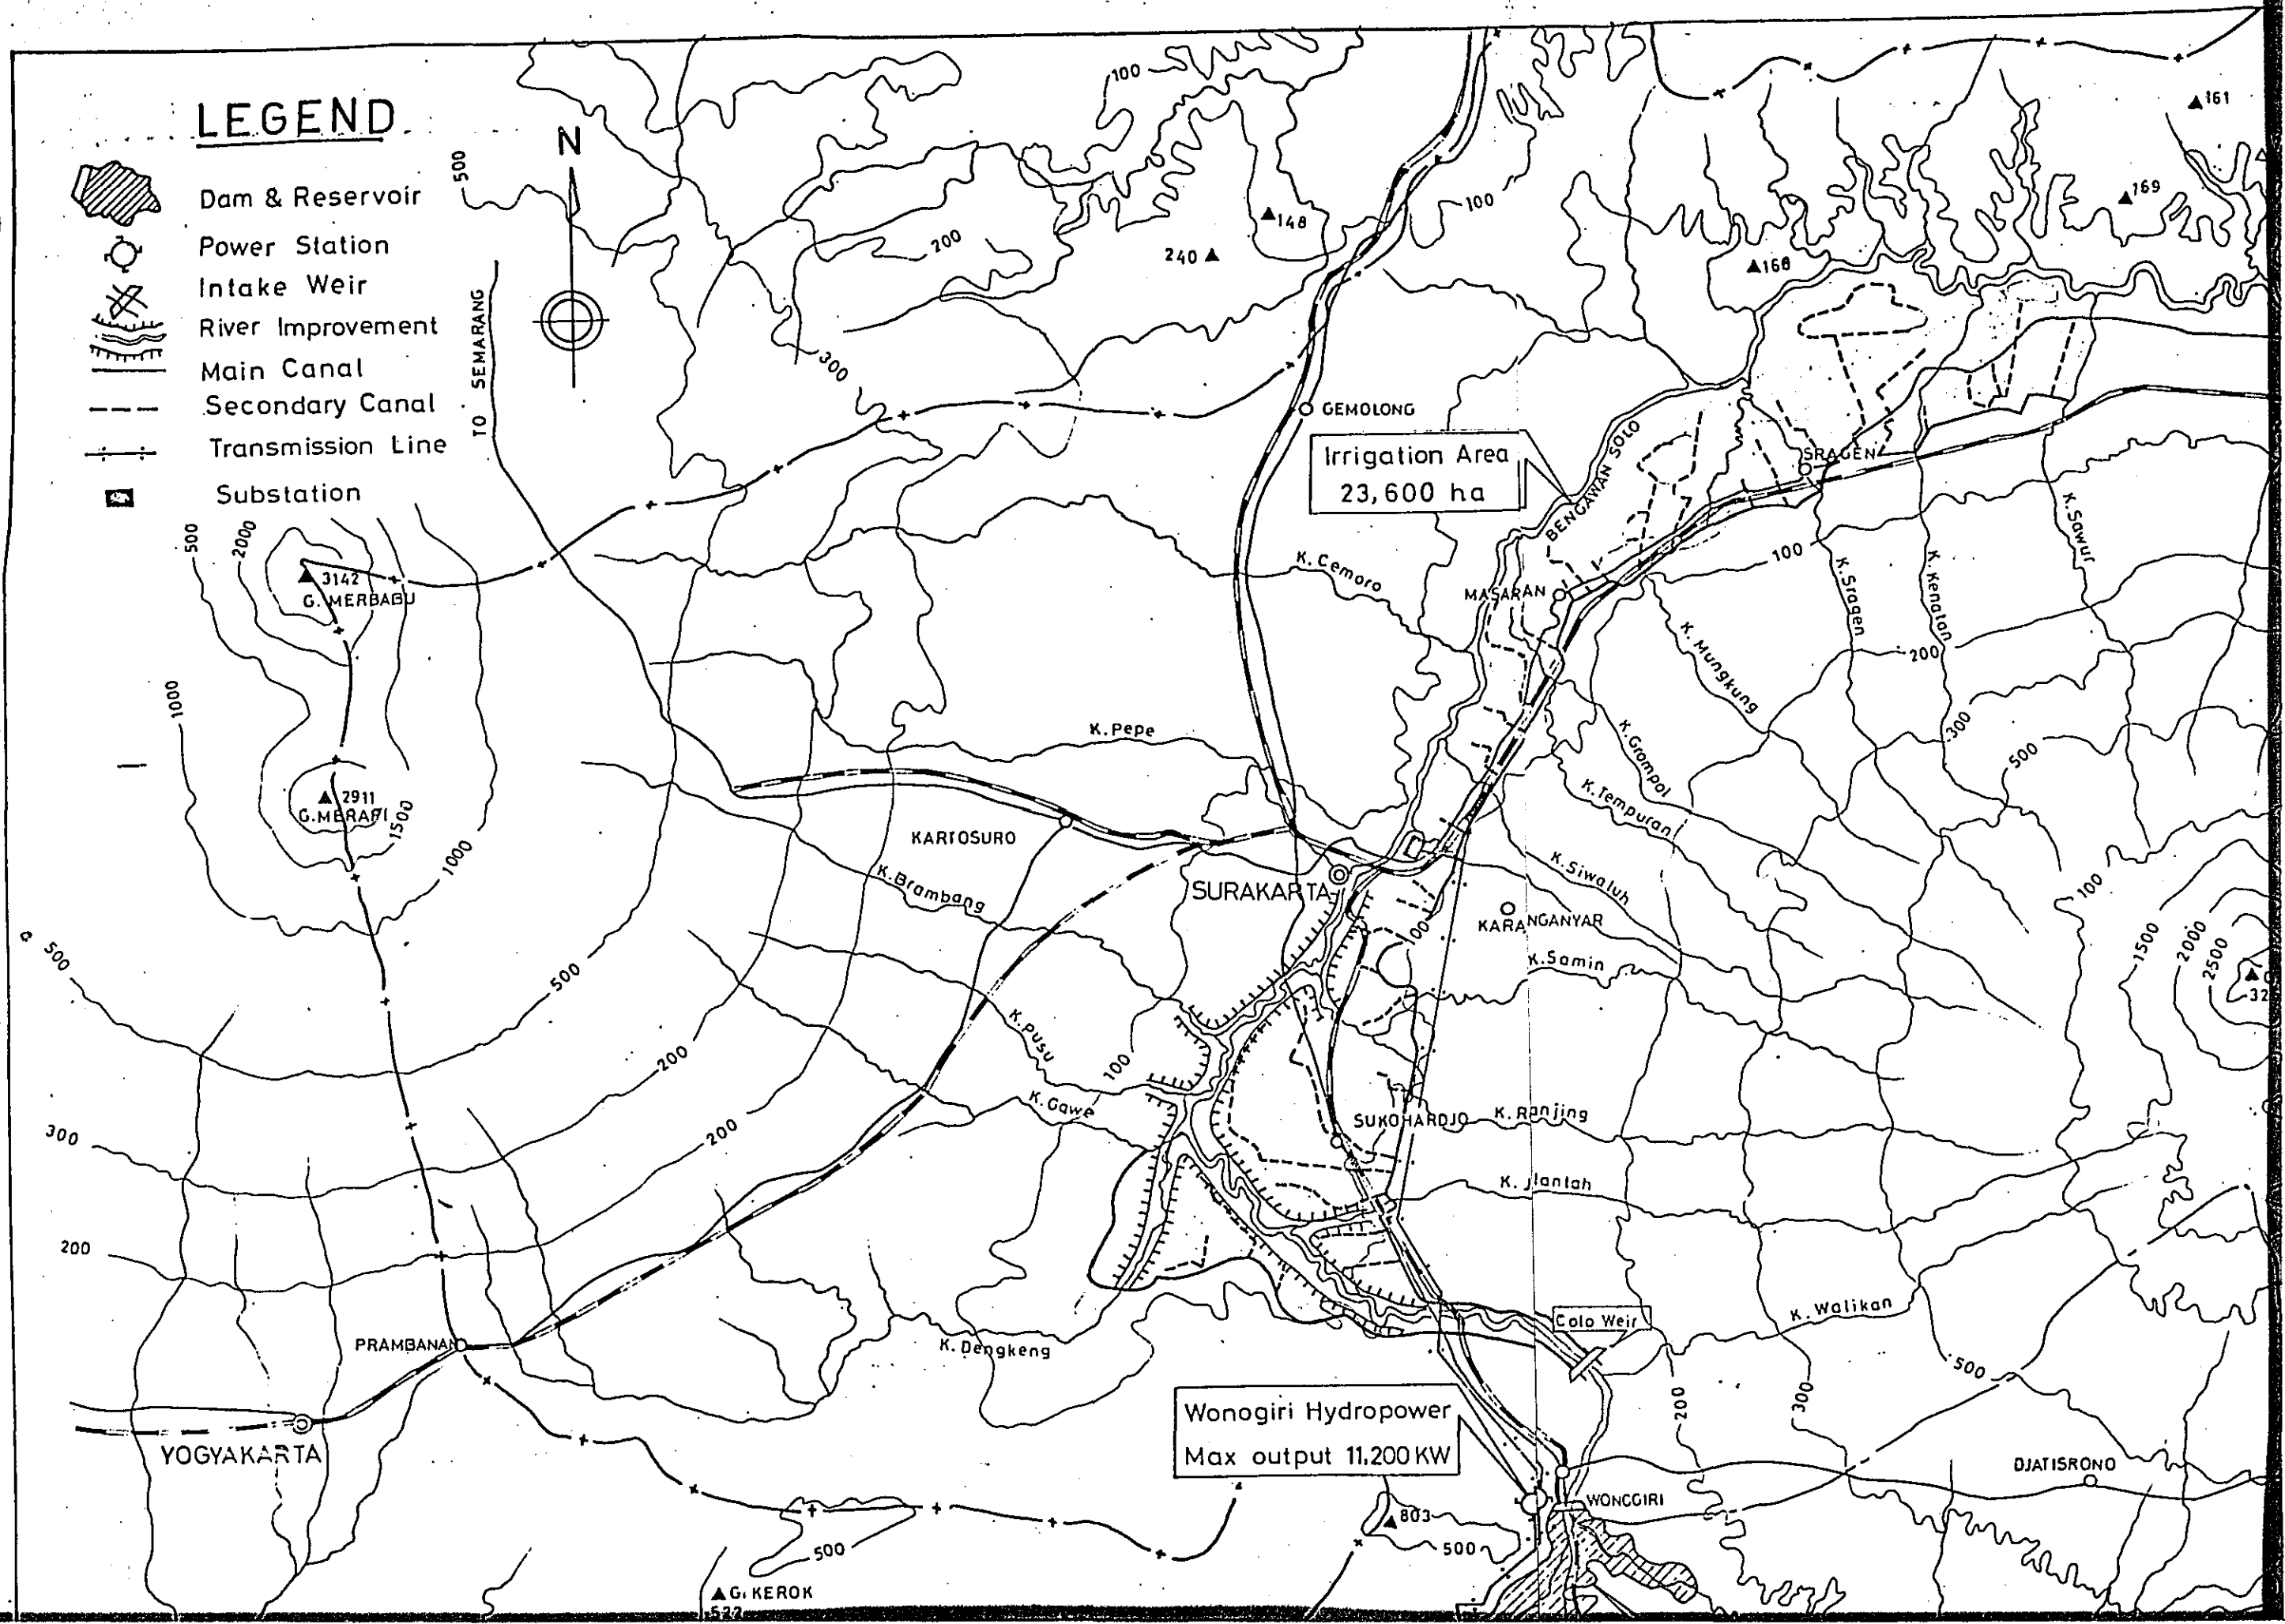 LEGEND
Dam & Reservoir
Power Station
Intake Weir
River Improvement
Main Canal
Secondary Canal
Transmission Line
Substation
N
TO SEMARANG
500
100
200
300
240
148
100
161
169
168
GEMOLONG
Irrigation Area
23,600 ha
BENGAWAN SOLO
SRAGEN
K. Sawur
K. Kenatan
K. Sragen
100
K. Cemoro
MASARAN
K. Mungkung
200
300
500
500
2000
3142
G. MERBABU
1000
2911
G. MERAPI
1500
1000
K. Pepe
K. Grompol
K. Tempuran
KARTOSURO
K. Brambang
SURAKARTA
K. Siwaluh
KARANGANYAR
K. Samin
100
1500
2000
2500
32
500
500
K. Pusu
200
100
K. Gawe
SUKOHARDJO
K. Ranjing
300
200
K. Jlantah
200
Colo Weir
K. Walikan
PRAMBANAN
K. Dengkeng
500
200
300
Wonogiri Hydropower
Max output 11.200 KW
YOGYAKARTA
DJATISRONO
WONOGIRI
803
500
500
G. KEROK
522